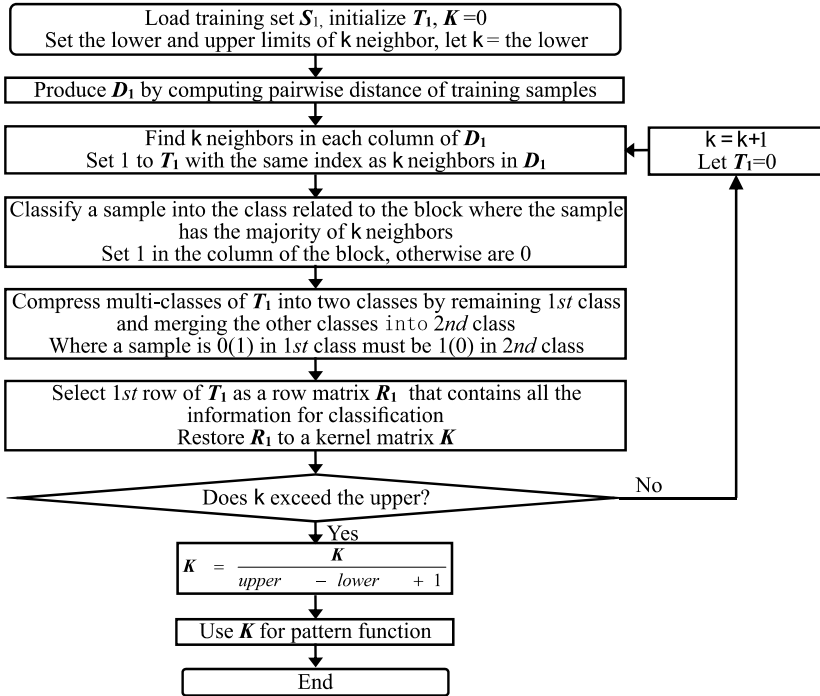 Load training set S1, initialize T1, K =0
Set the lower and upper limits of k neighbor, let k = the lower
Produce D1 by computing pairwise distance of training samples
Find k neighbors in each column of D1
Set 1 to T1 with the same index as k neighbors in D1
k = k+1
Let T1=0
Classify a sample into the class related to the block where the sample
has the majority of k neighbors
Set 1 in the column of the block, otherwise are 0
Compress multi-classes of T1 into two classes by remaining 1st class
and merging the other classes into 2nd class
Where a sample is 0(1) in 1st class must be 1(0) in 2nd class
Select 1st row of T1 as a row matrix R1 that contains all the
information for classification
Restore R1 to a kernel matrix K
Does k exceed the upper?
No
Yes
K = K
upper - lower + 1
Use K for pattern function
End